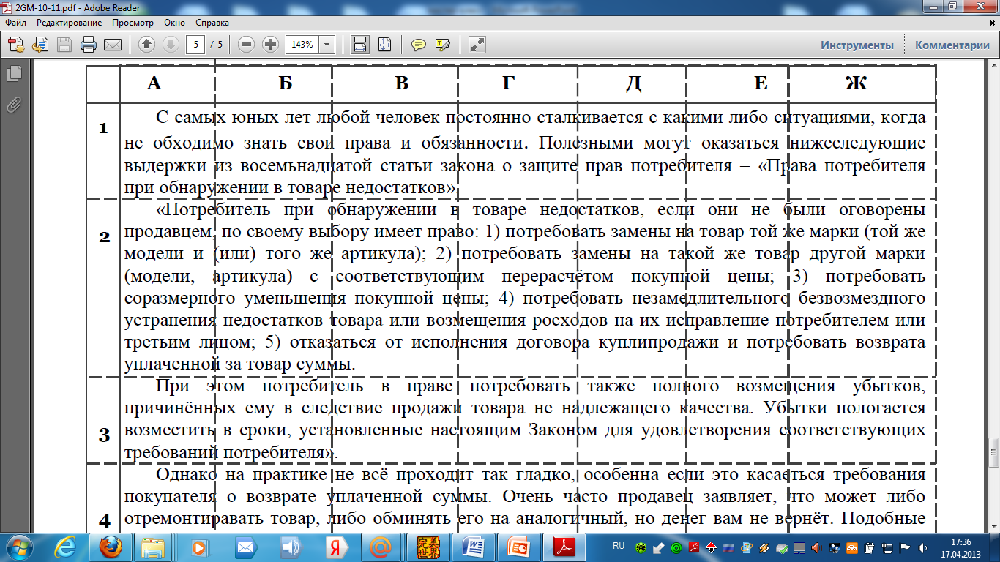 2GM-10-11.pdf - Adobe Reader
Файл Редактирование Просмотр Окно Справка
5 / 5 143% Инструменты Комментарии
А Б В Г Д Е Ж
1
С самых юных лет любой человек постоянно сталкивается с какими либо ситуациями, когда
не обходимо знать свои права и обязанности. Полезными могут оказаться нижеследующие
выдержки из восемьнадцатой статьи закона о защите прав потребителя – «Права потребителя
при обнаружении в товаре недостатков»
2
«Потребитель при обнаружении в товаре недостатков, если они не были оговорены
продавцем, по своему выбору имеет право: 1) потребовать замены на товар той же марки (той же
модели и (или) того же артикула); 2) потребовать замены на такой же товар другой марки
(модели, артикула) с соответствующим перерасчётом покупной цены; 3) потребовать
соразмерного уменьшения покупной цены; 4) потребовать незамедлительного безвозмездного
устранения недостатков товара или возмещения росходов на их исправление потребителем или
третьим лицом; 5) отказаться от исполнения договора куплипродажи и потребовать возврата
уплаченной за товар суммы.
3
При этом потребитель в праве потребовать также полного возмещения убытков,
причинённых ему в следствие продажи товара не надлежащего качества. Убытки пологается
возместить в сроки, установленные настоящим Законом для удовлетворения соответствующих
требований потребителя».
4
Однако на практике не всё проходит так гладко, особенна если это касаеться требования
покупателя о возврате уплаченной суммы. Очень часто продавец заявляет, что может либо
отремонтиравать товар, либо обминять его на аналогичный, но денег вам не вернёт. Подобные
RU 17:36
17.04.2013